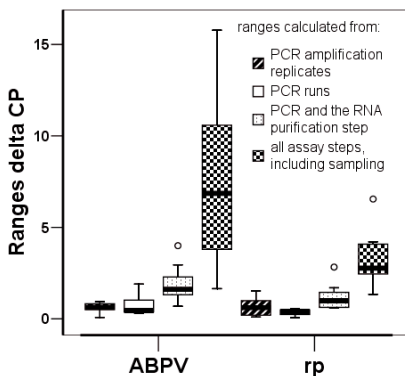 ranges calculated from:
PCR amplification
replicates
PCR runs
PCR and the RNA
purification step
all assay steps,
including sampling
Ranges delta CP
15
10
5
0
ABPV
rp